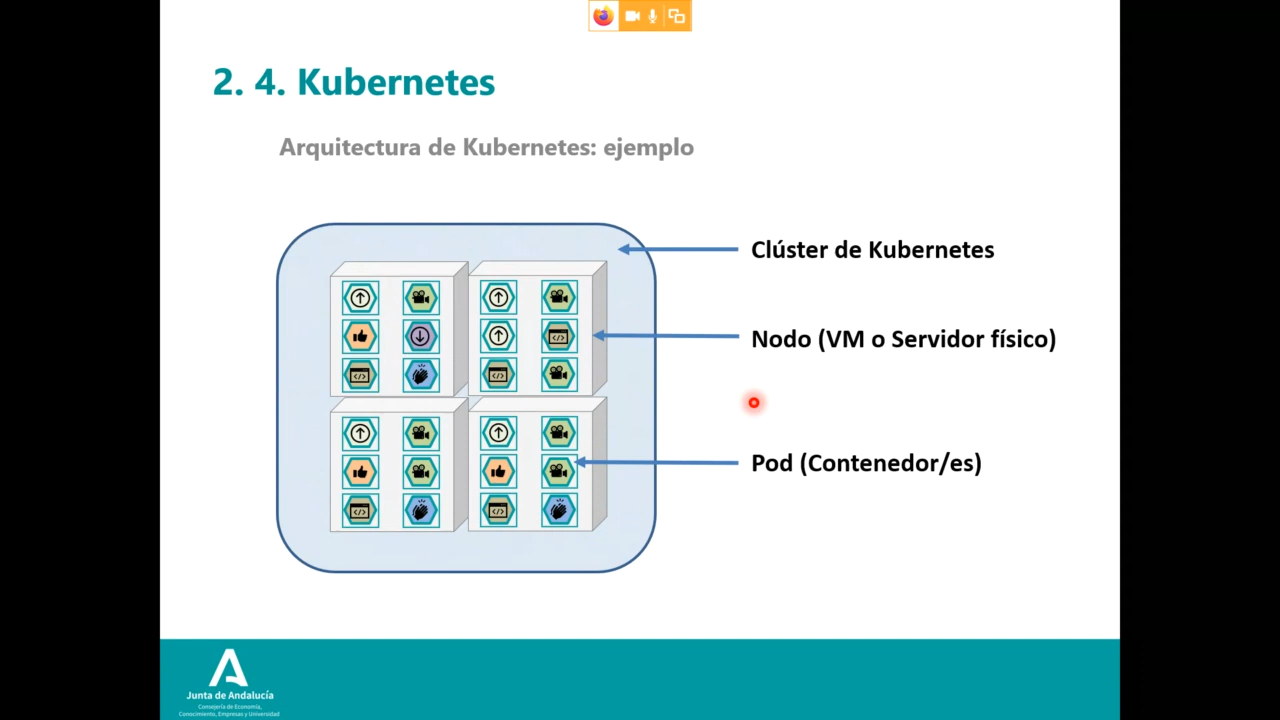 2. 4. Kubernetes
Arquitectura de Kubernetes: ejemplo
Clúster de Kubernetes
Nodo (VM o Servidor físico)
Pod (Contenedor/es)
Junta de Andalucía
Consejería de Economía,
Conocimiento, Empresas y Universidad